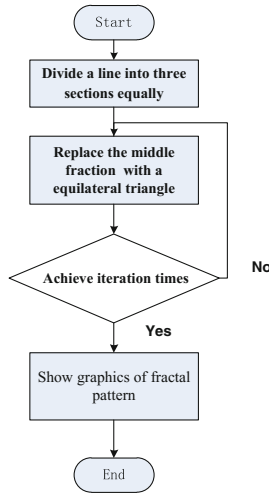 Start
Divide a line into three
sections equally
Replace the middle
fraction with a
equilateral triangle
Achieve iteration times
No
Yes
Show graphics of fractal
pattern
End